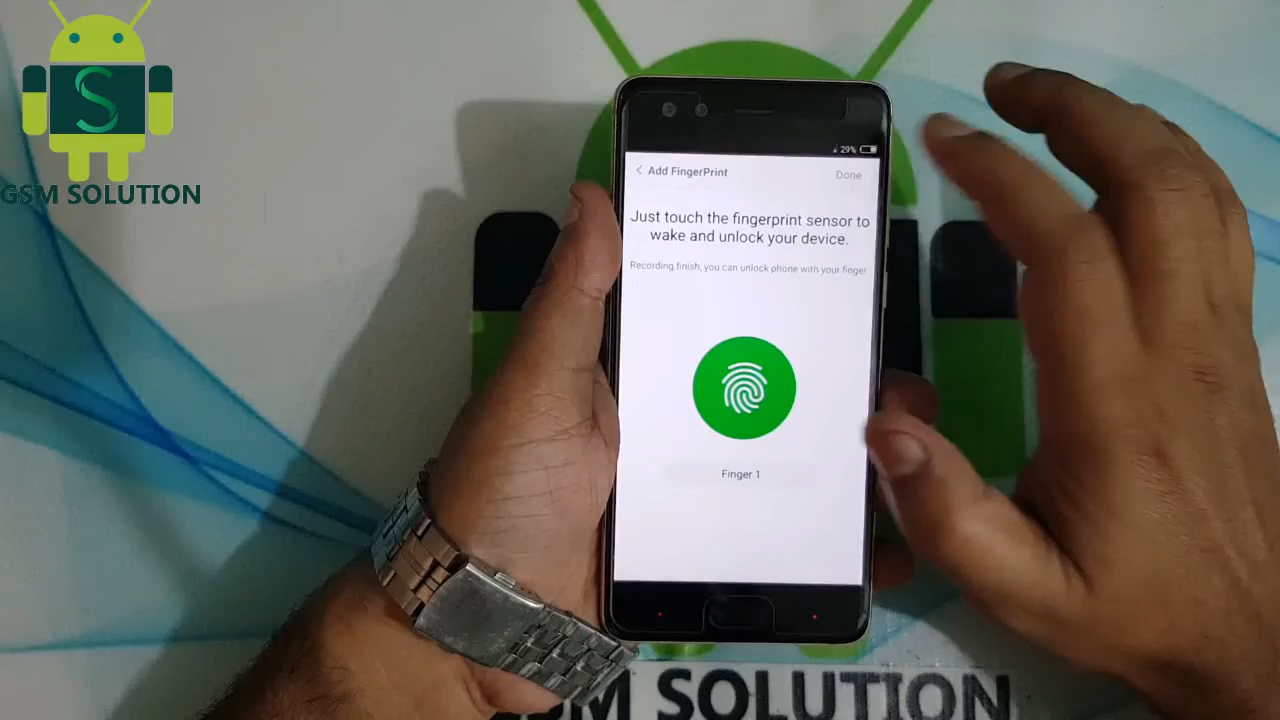 S
GSM SOLUTION
29%
Add FingerPrint
Done
Just touch the fingerprint sensor to
wake and unlock your device.
Recording finish, you can unlock phone with your finger
Finger 1
GSM SOLUTION